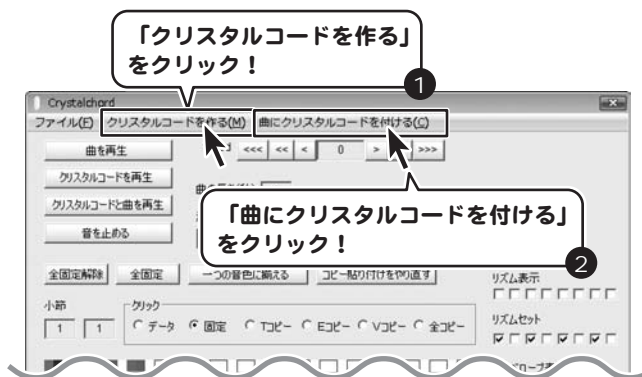 「クリスタルコードを作る」
をクリック！
1
Crystalchord
ファイル(F) クリスタルコードを作る(M) 曲にクリスタルコードを付ける(C)
曲を再生
<<< << < 0 > >>>
クリスタルコードを再生
クリスタルコードと曲を再生
音を止める
「曲にクリスタルコードを付ける」
をクリック！
2
全固定解除 全固定 一つの音色に揃える コピー貼り付けをやり直す
リズム表示
小節
1 1
クリック
データ 固定 Tコピー Eコピー Vコピー 全コピー
リズムセット